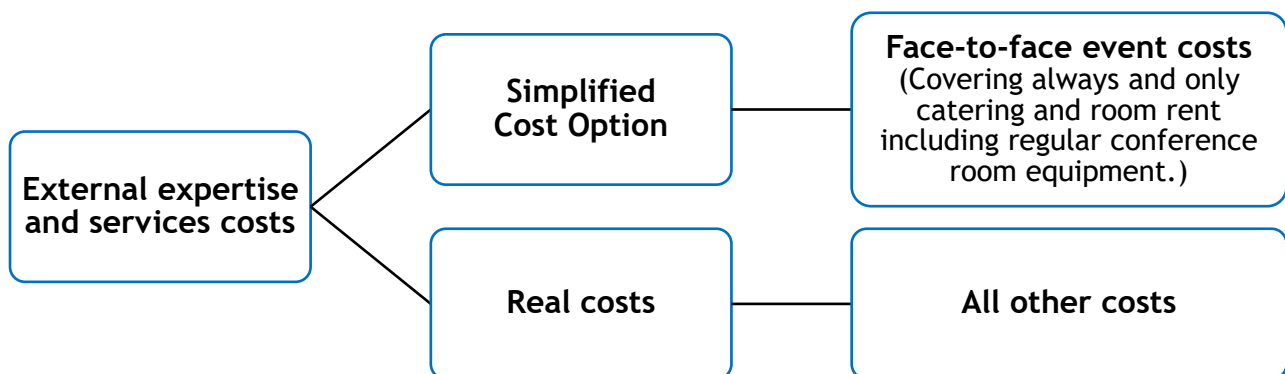 External expertise
and services costs
Simplified
Cost Option
Face-to-face event costs
(Covering always and only
catering and room rent
including regular conference
room equipment.)
Real costs
All other costs